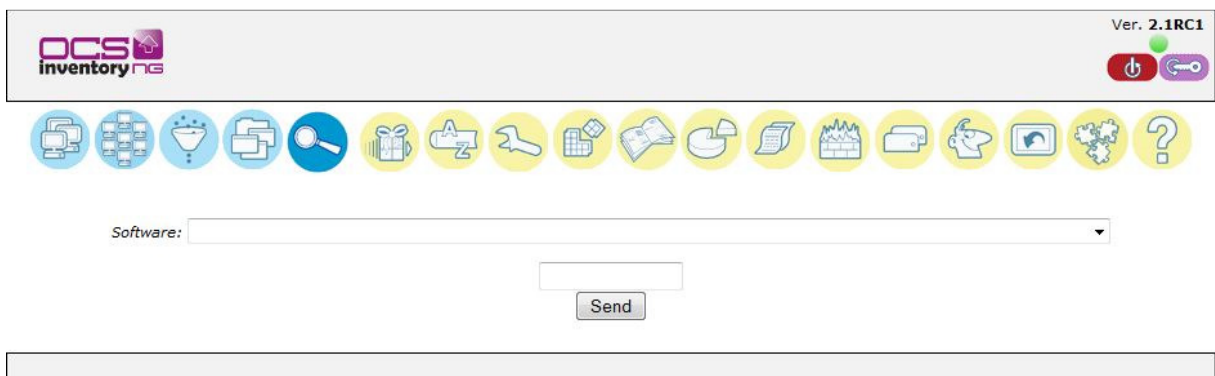 OCS
inventory NG
Ver. 2.1RC1
A
Z
?
Software:
Send